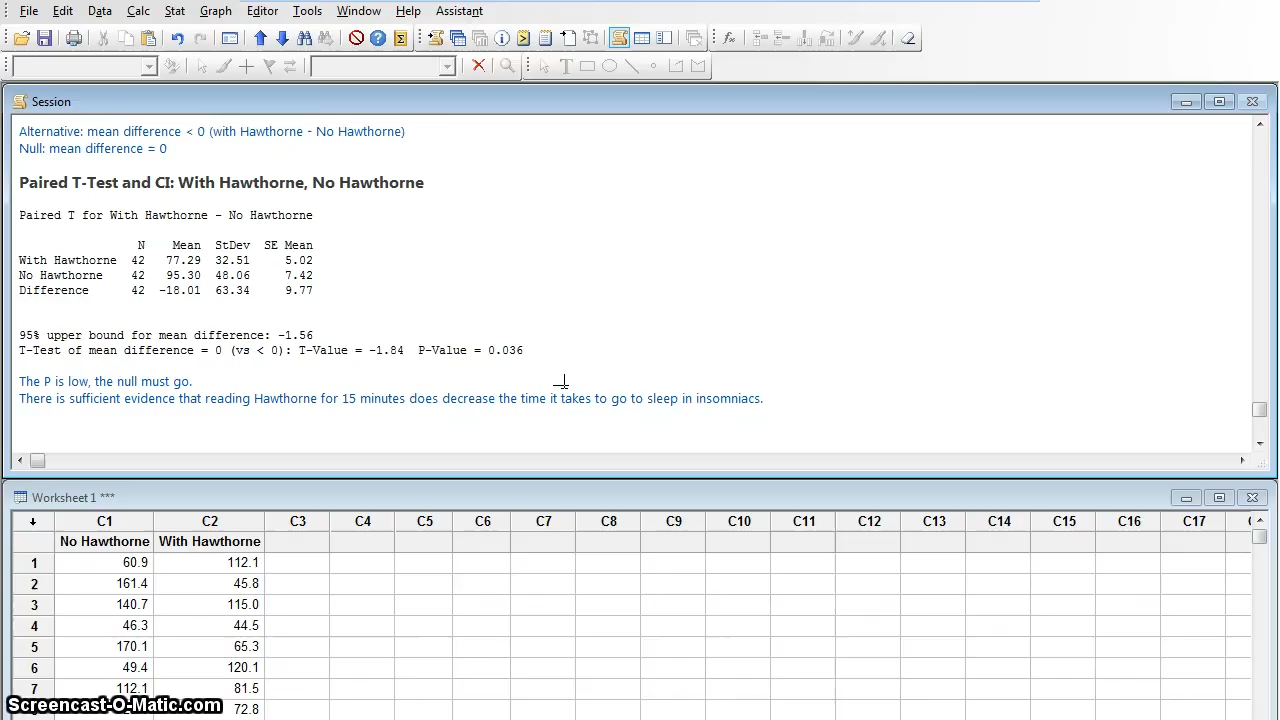 File Edit Data Calc Stat Graph Editor Tools Window Help Assistant
Session
Alternative: mean difference < 0 (with Hawthorne - No Hawthorne)
Null: mean difference = 0
Paired T-Test and CI: With Hawthorne, No Hawthorne
Paired T for With Hawthorne - No Hawthorne
N Mean StDev SE Mean
With Hawthorne 42 77.29 32.51 5.02
No Hawthorne 42 95.30 48.06 7.42
Difference 42 -18.01 63.34 9.77
95% upper bound for mean difference: -1.56
T-Test of mean difference = 0 (vs < 0): T-Value = -1.84 P-Value = 0.036
The P is low, the null must go.
There is sufficient evidence that reading Hawthorne for 15 minutes does decrease the time it takes to go to sleep in insomniacs.
Worksheet 1 ***
C1 C2 C3 C4 C5 C6 C7 C8 C9 C10 C11 C12 C13 C14 C15 C16 C17
No Hawthorne With Hawthorne
1 60.9 112.1
2 161.4 45.8
3 140.7 115.0
4 46.3 44.5
5 170.1 65.3
6 49.4 120.1
7 112.1 81.5
72.8
Screencast-O-Matic.com